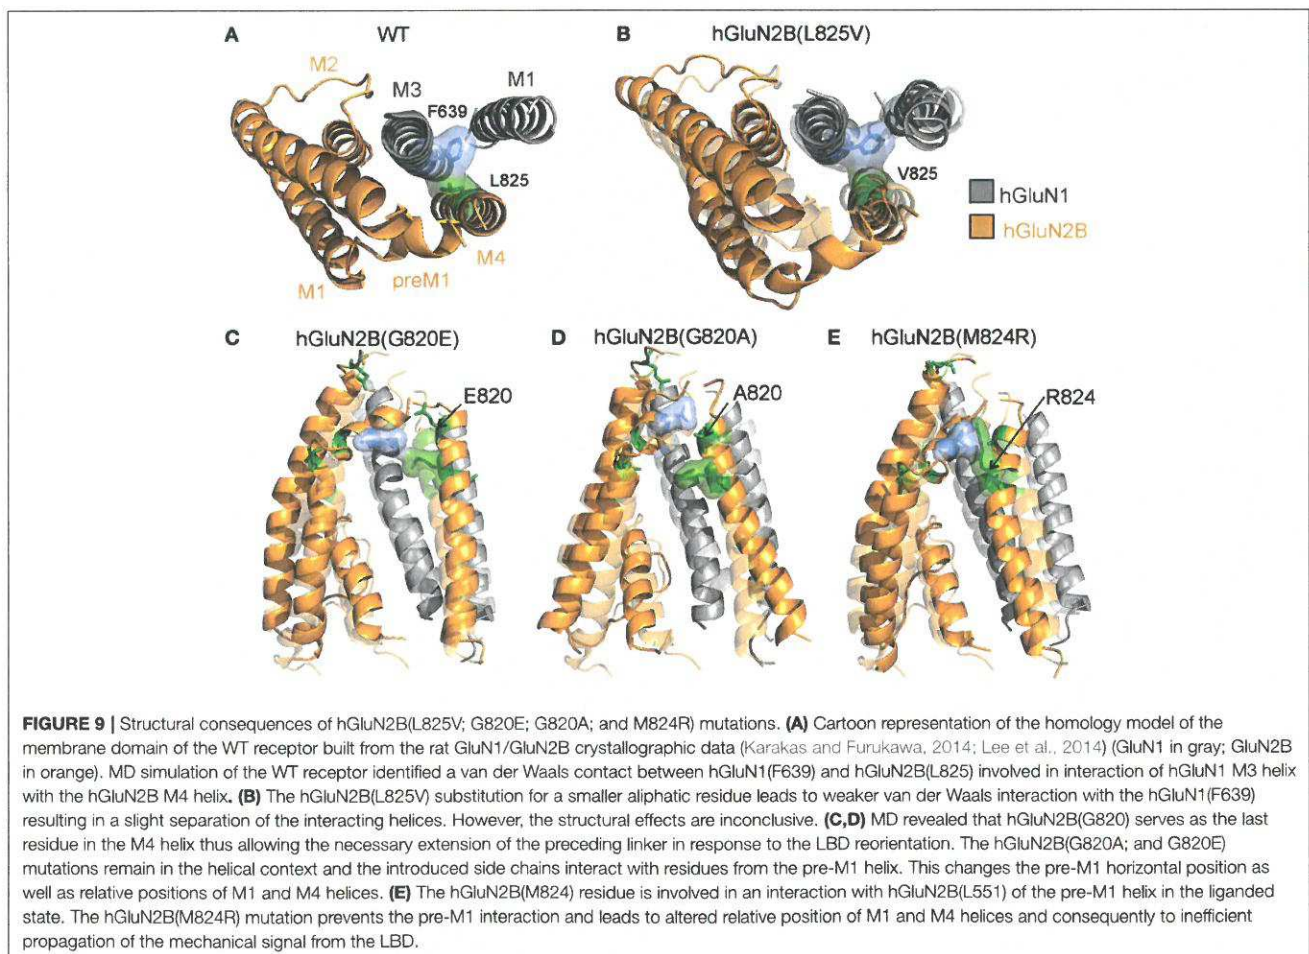 A WT
B hGluN2B(L825V)
M2
M3
M1
F639
L825
M4
preM1
M1
V825
hGluN1
hGluN2B
C hGluN2B(G820E)
D hGluN2B(G820A)
E hGluN2B(M824R)
E820
A820
R824
FIGURE 9 | Structural consequences of hGluN2B(L825V; G820E; G820A; and M824R) mutations. (A) Cartoon representation of the homology model of the
membrane domain of the WT receptor built from the rat GluN1/GluN2B crystallographic data (Karakas and Furukawa, 2014; Lee et al., 2014) (GluN1 in gray; GluN2B
in orange). MD simulation of the WT receptor identified a van der Waals contact between hGluN1(F639) and hGluN2B(L825) involved in interaction of hGluN1 M3 helix
with the hGluN2B M4 helix. (B) The hGluN2B(L825V) substitution for a smaller aliphatic residue leads to weaker van der Waals interaction with the hGluN1(F639)
resulting in a slight separation of the interacting helices. However, the structural effects are inconclusive. (C,D) MD revealed that hGluN2B(G820) serves as the last
residue in the M4 helix thus allowing the necessary extension of the preceding linker in response to the LBD reorientation. The hGluN2B(G820A; and G820E)
mutations remain in the helical context and the introduced side chains interact with residues from the pre-M1 helix. This changes the pre-M1 horizontal position as
well as relative positions of M1 and M4 helices. (E) The hGluN2B(M824) residue is involved in an interaction with hGluN2B(L551) of the pre-M1 helix in the liganded
state. The hGluN2B(M824R) mutation prevents the pre-M1 interaction and leads to altered relative position of M1 and M4 helices and consequently to inefficient
propagation of the mechanical signal from the LBD.